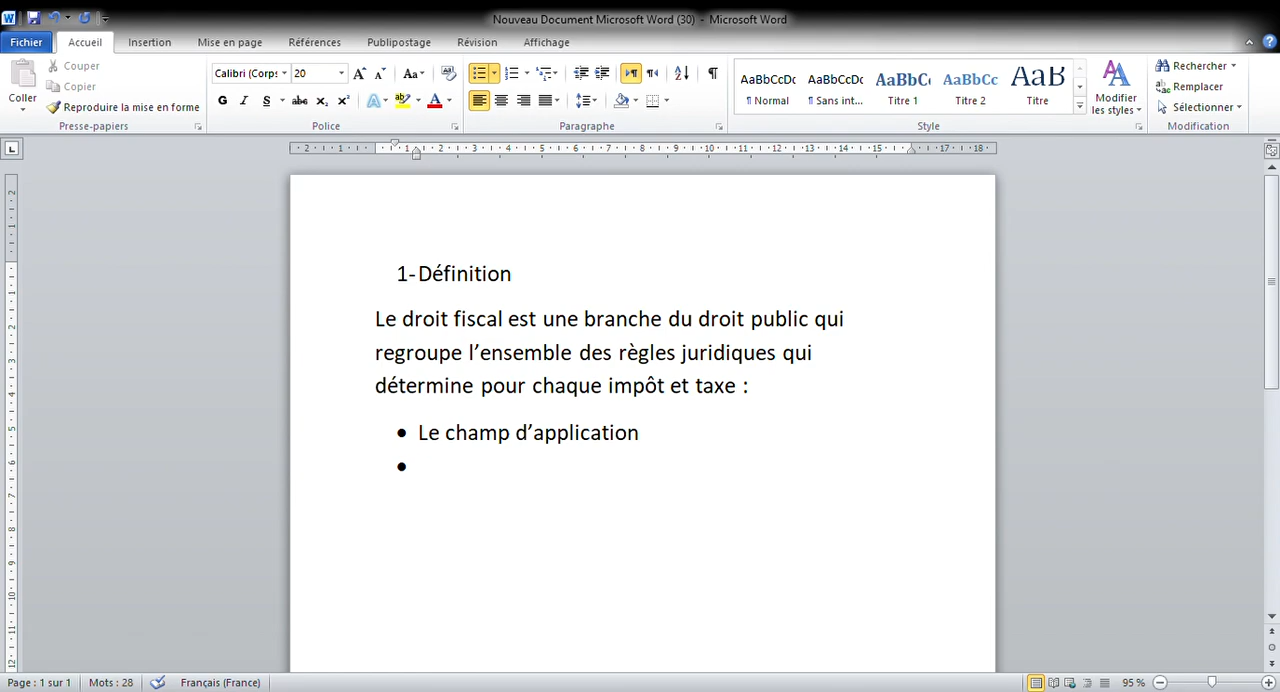 Nouveau Document Microsoft Word (30) - Microsoft Word
Fichier Accueil Insertion Mise en page Références Publipostage Révision Affichage
Coller
Couper
Copier
Reproduire la mise en forme
Presse-papiers
Calibri (Corps 20
G I S abc x₂ x²
Police
Paragraphe
AaBbCcDc AaBbCcDc AaBbC AaBbCc AaB
¶ Normal ¶ Sans int... Titre 1 Titre 2 Titre
Modifier
les styles
Style
Rechercher
Remplacer
Sélectionner
Modification
1- Définition
Le droit fiscal est une branche du droit public qui
regroupe l’ensemble des règles juridiques qui
détermine pour chaque impôt et taxe :
• Le champ d’application
•
Page : 1 sur 1 Mots : 28 Français (France) 95 %